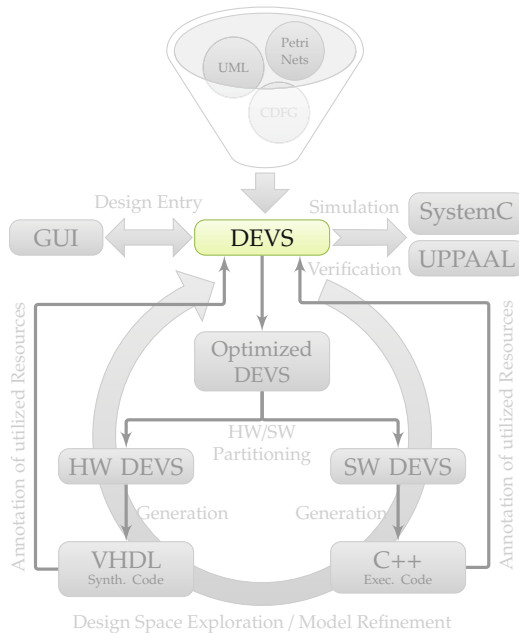 UML
Petri
Nets
CDFG
Design Entry
Simulation
GUI
DEVS
SystemC
UPPAAL
Verification
Annotation of utilized Resources
Optimized
DEVS
Annotation of utilized Resources
HW/SW
Partitioning
HW DEVS
SW DEVS
Generation
Generation
VHDL
Synth. Code
C++
Exec. Code
Design Space Exploration / Model Refinement